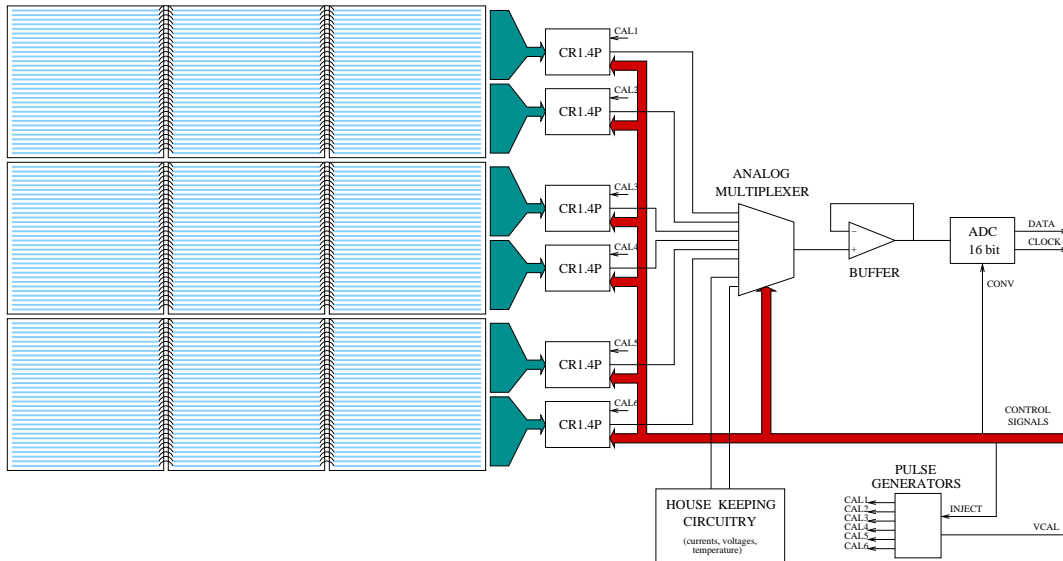 CAL1
CR1.4P
CAL2
CR1.4P
CAL3
CR1.4P
CAL4
CR1.4P
CAL5
CR1.4P
CAL6
CR1.4P
ANALOG
MULTIPLEXER
−
+
BUFFER
ADC
16 bit
DATA
CLOCK
CONV
CONTROL
SIGNALS
HOUSE KEEPING
CIRCUITRY
(currents, voltages,
temperature)
PULSE
GENERATORS
CAL1
CAL2
CAL3
CAL4
CAL5
CAL6
INJECT
VCAL